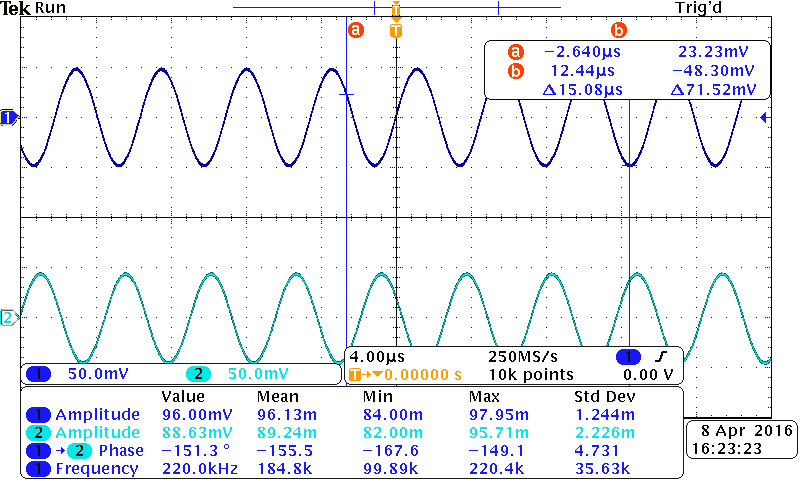 Tek Run Trig'd
T
a T b
a −2.640µs 23.23mV
b 12.44µs −48.30mV
Δ15.08µs Δ71.52mV
1
2
4.00µs 250MS/s 1 ∫
T→▼0.00000 s 10k points 0.00 V
1 50.0mV 2 50.0mV
Value Mean Min Max Std Dev
1 Amplitude 96.00mV 96.13m 84.00m 97.95m 1.244m
2 Amplitude 88.63mV 89.24m 82.00m 95.71m 2.226m
1 → 2 Phase −151.3 ° −155.5 −167.6 −149.1 4.731
1 Frequency 220.0kHz 184.8k 99.89k 220.4k 35.63k
8 Apr 2016
16:23:23